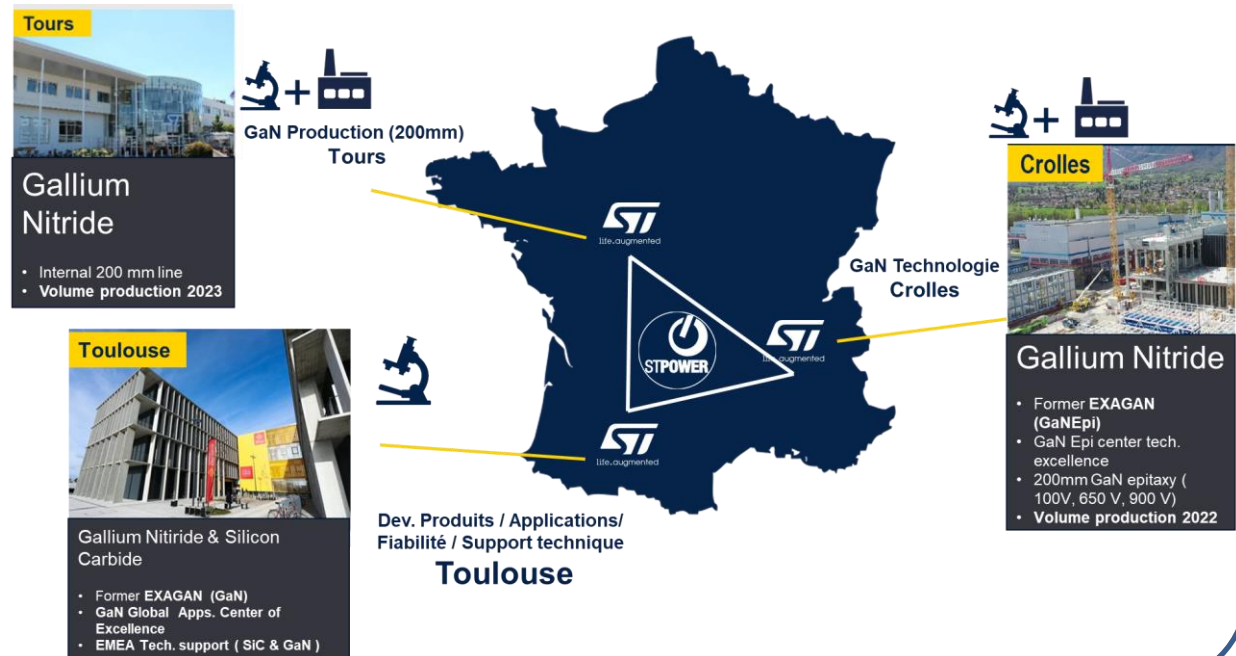 Tours
GaN Production (200mm)
Tours
Gallium
Nitride
• Internal 200 mm line
• Volume production 2023
ST
life.augmented
GaN Technologie
Crolles
Crolles
Gallium Nitride
• Former EXAGAN
(GaNEpi)
• GaN Epi center tech.
excellence
• 200mm GaN epitaxy (
100V, 650 V, 900 V)
• Volume production 2022
STPOWER
ST
life.augmented
Toulouse
ST
life.augmented
Gallium Nitiride & Silicon
Carbide
• Former EXAGAN (GaN)
• GaN Global Apps. Center of
Excellence
• EMEA Tech. support ( SiC & GaN )
Dev. Produits / Applications/
Fiabilité / Support technique
Toulouse